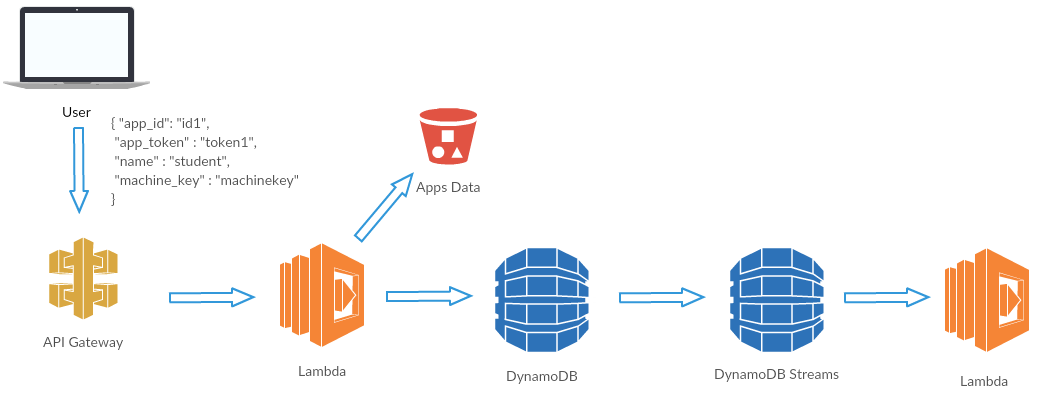 User
{ "app_id": "id1",
"app_token" : "token1",
"name" : "student",
"machine_key" : "machinekey"
}
Apps Data
API Gateway
Lambda
DynamoDB
DynamoDB Streams
Lambda